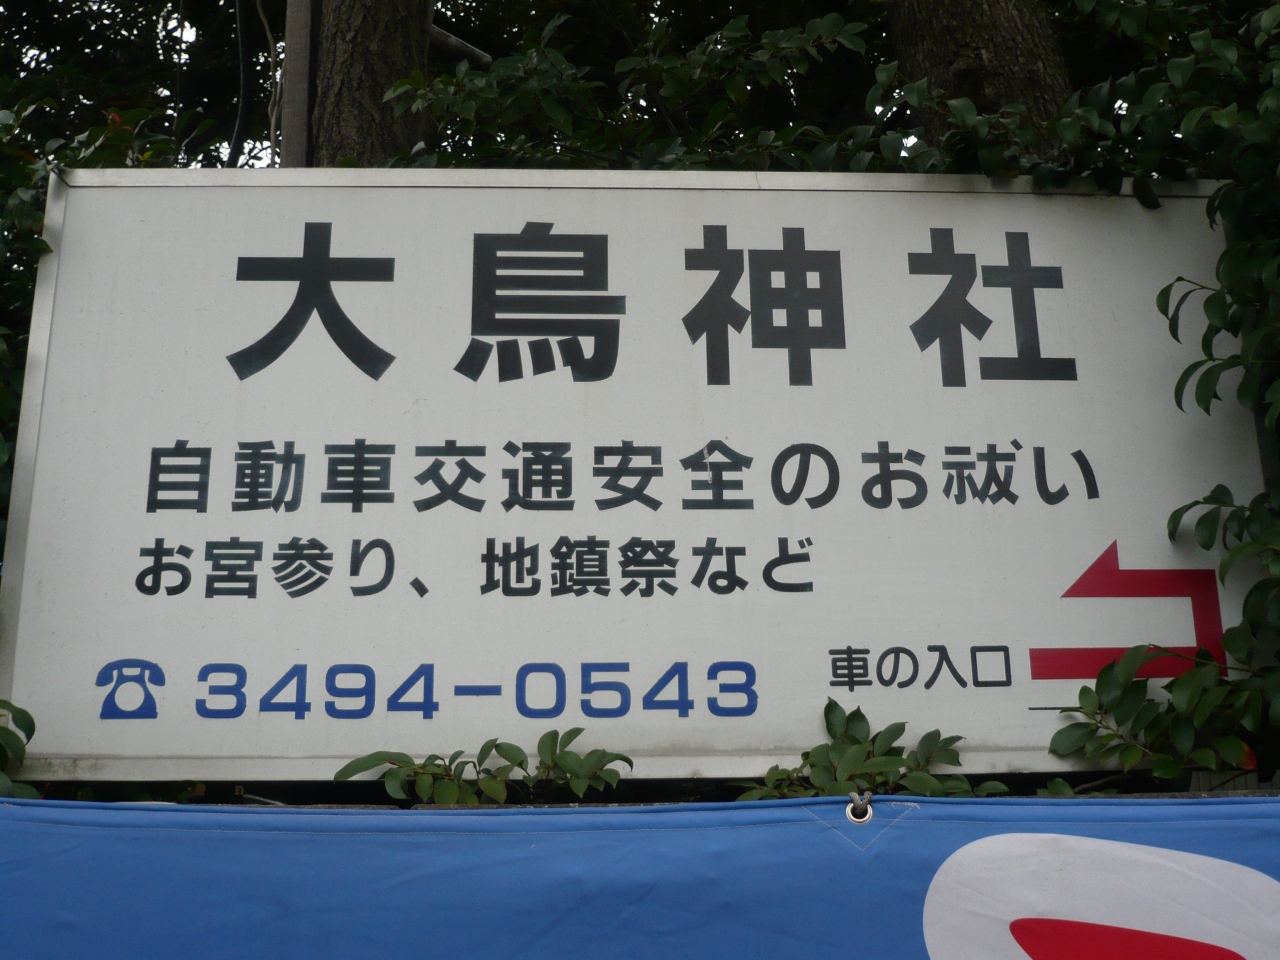 大鳥神社
自動車交通安全のお祓い
お宮参り、地鎮祭など
☎3494-0543
車の入口